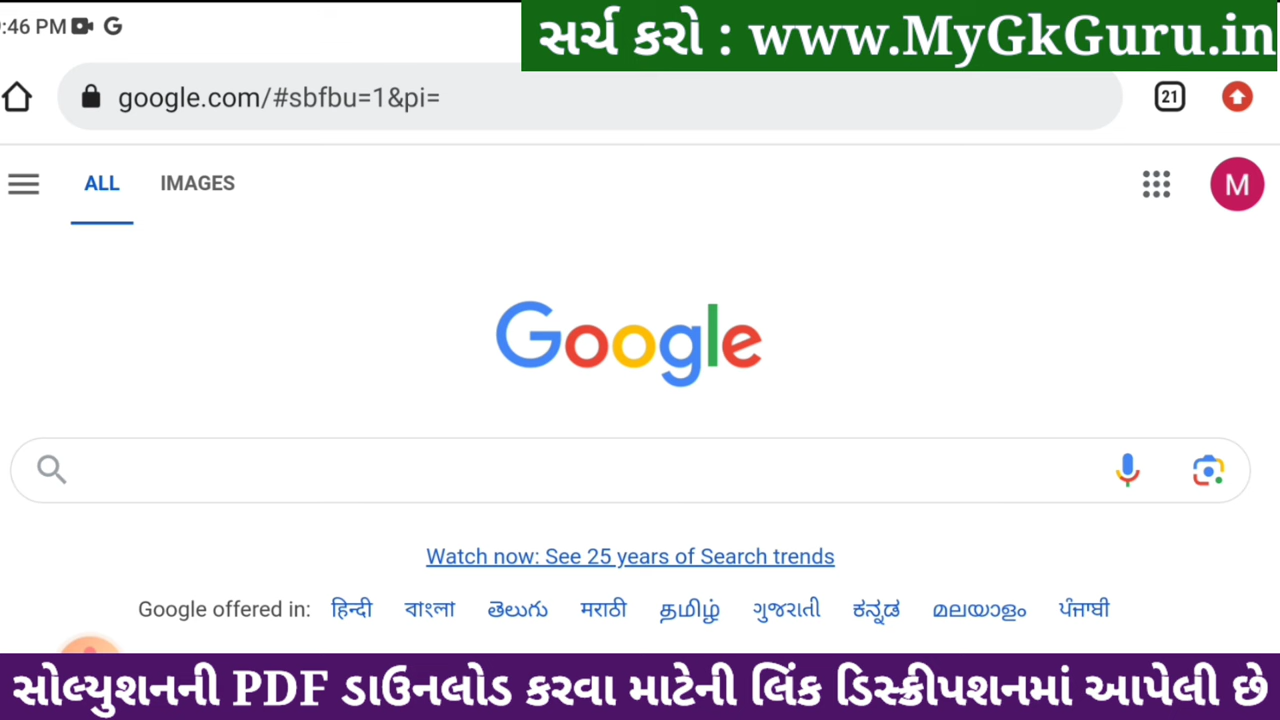 :46 PM G
સર્ચ કરો : www.MyGkGuru.in
google.com/#sbfbu=1&pi=
21
ALL IMAGES
M
Google
Watch now: See 25 years of Search trends
Google offered in: हिन्दी বাংলা తెలుగు मराठी தமிழ் ગુજરાતી ಕನ್ನಡ മലയാളം ਪੰਜਾਬੀ
સોલ્યુશનની PDF ડાઉનલોડ કરવા માટેની લિંક ડિસ્ક્રીપશનમાં આપેલી છે